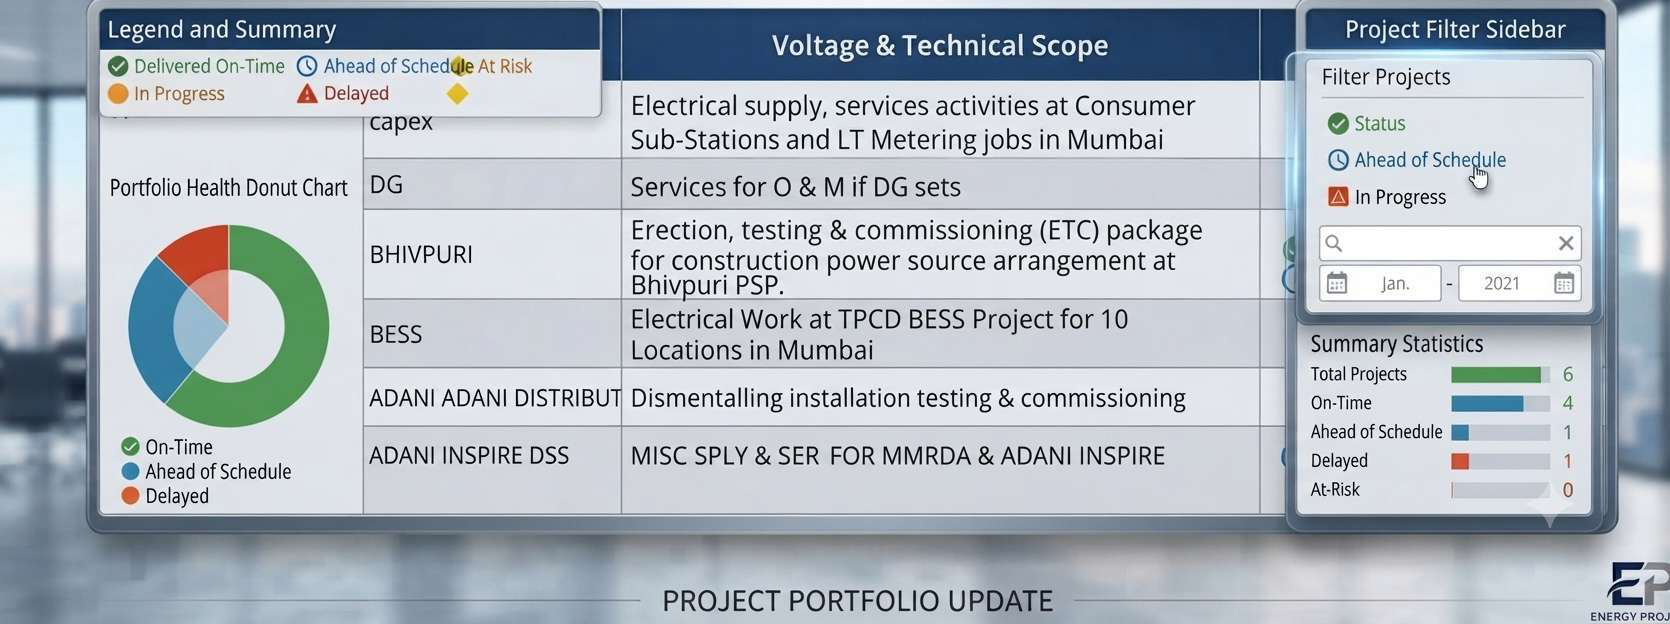 Legend and Summary
Delivered On-Time
Ahead of Schedule
At Risk
In Progress
Delayed
Voltage & Technical Scope
capex
Electrical supply, services activities at Consumer
Sub-Stations and LT Metering jobs in Mumbai
DG
Services for O & M if DG sets
BHIVPURI
Erection, testing & commissioning (ETC) package
for construction power source arrangement at
Bhivpuri PSP.
BESS
Electrical Work at TPCD BESS Project for 10
Locations in Mumbai
ADANI ADANI DISTRIBUT
Dismentalling installation testing & commissioning
ADANI INSPIRE DSS
MISC SPLY & SER FOR MMRDA & ADANI INSPIRE
Portfolio Health Donut Chart
On-Time
Ahead of Schedule
Delayed
Project Filter Sidebar
Filter Projects
Status
Ahead of Schedule
In Progress
Jan. - 2021
Summary Statistics
Total Projects 6
On-Time 4
Ahead of Schedule 1
Delayed 1
At-Risk 0
PROJECT PORTFOLIO UPDATE
EP
ENERGY PROJ